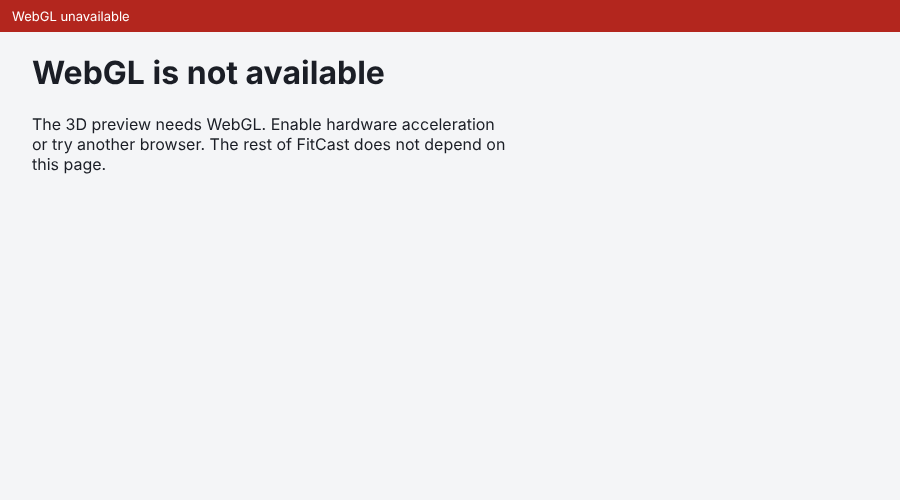 WebGL unavailable
WebGL is not available
The 3D preview needs WebGL. Enable hardware acceleration
or try another browser. The rest of FitCast does not depend on
this page.